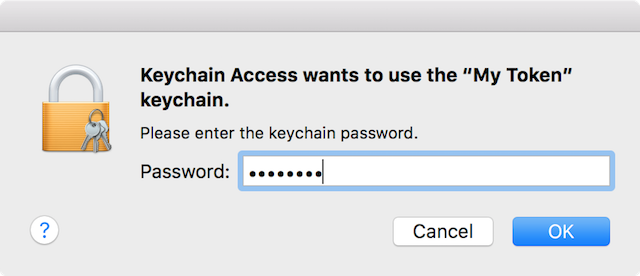 Keychain Access wants to use the “My Token”
keychain.
Please enter the keychain password.
Password: ••••••••
?
Cancel
OK